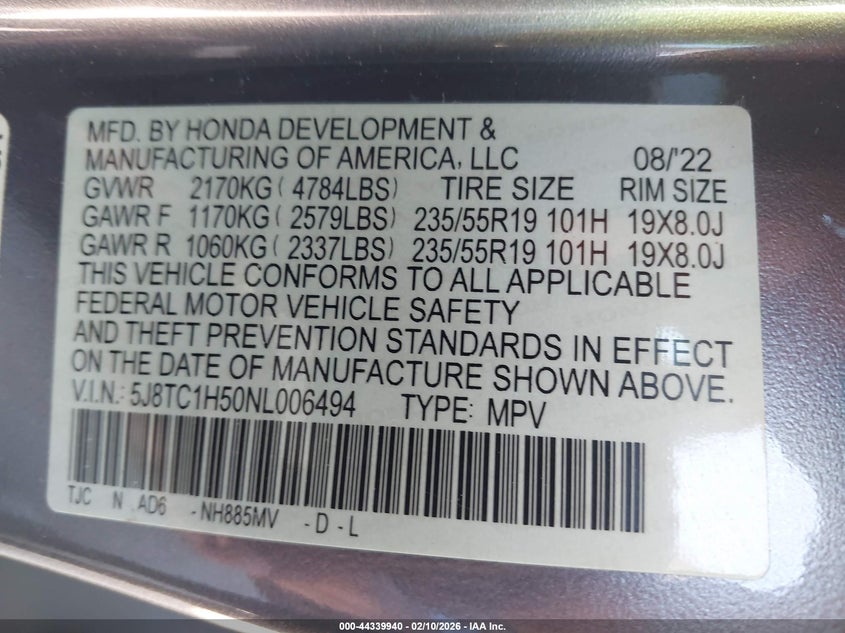 MFD. BY HONDA DEVELOPMENT &
MANUFACTURING OF AMERICA, LLC 08/'22
GVWR 2170KG ( 4784LBS) TIRE SIZE RIM SIZE
GAWR F 1170KG ( 2579LBS) 235/55R19 101H 19X8.0J
GAWR R 1060KG ( 2337LBS) 235/55R19 101H 19X8.0J
THIS VEHICLE CONFORMS TO ALL APPLICABLE
FEDERAL MOTOR VEHICLE SAFETY
AND THEFT PREVENTION STANDARDS IN EFFECT
ON THE DATE OF MANUFACTURE SHOWN ABOVE.
V.I.N.: 5J8TC1H50NL006494 TYPE: MPV
TJC N AD6 -NH885MV -D-L
000-44339940 - 02/10/2026 - IAA Inc.